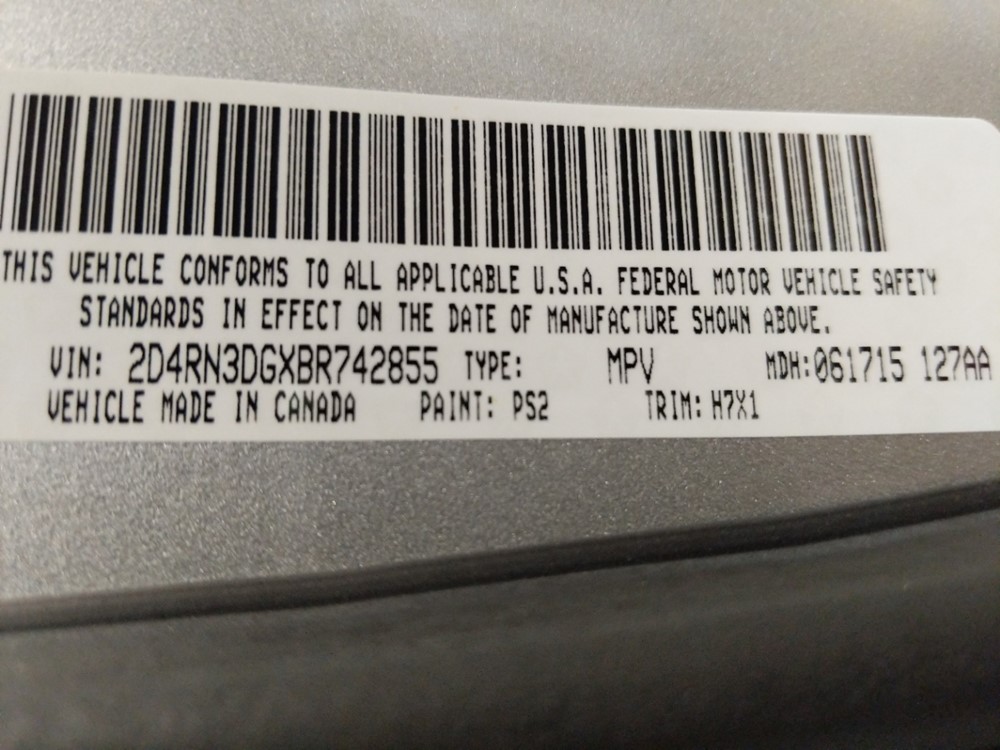 THIS VEHICLE CONFORMS TO ALL APPLICABLE U.S.A. FEDERAL MOTOR VEHICLE SAFETY
STANDARDS IN EFFECT ON THE DATE OF MANUFACTURE SHOWN ABOVE.
VIN: 2D4RN3DGXBR742855 TYPE: MPV MDH:061715 127AA
VEHICLE MADE IN CANADA PAINT: PS2 TRIM: H7X1